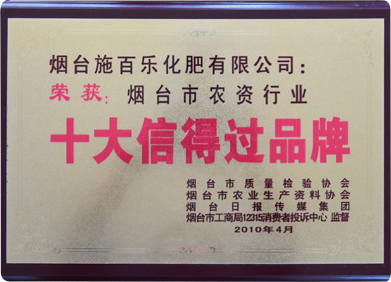 烟台施百乐化肥有限公司：
荣获：烟台市农资行业
十大信得过品牌
烟台市质量检验协会
烟台市农业生产资料协会
烟台日报传媒集团
烟台市工商局12315消费者投诉中心 监督
2010年4月